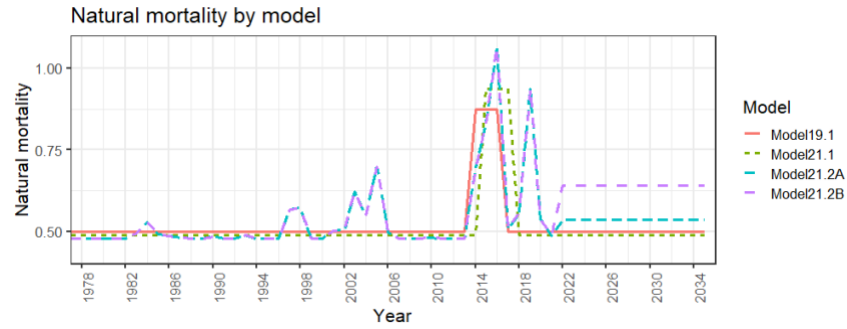 Natural mortality by model
1.00
0.75
0.50
Natural mortality
1978 1982 1986 1990 1994 1998 2002 2006 2010 2014 2018 2022 2026 2030 2034
Year
Model
Model19.1
Model21.1
Model21.2A
Model21.2B